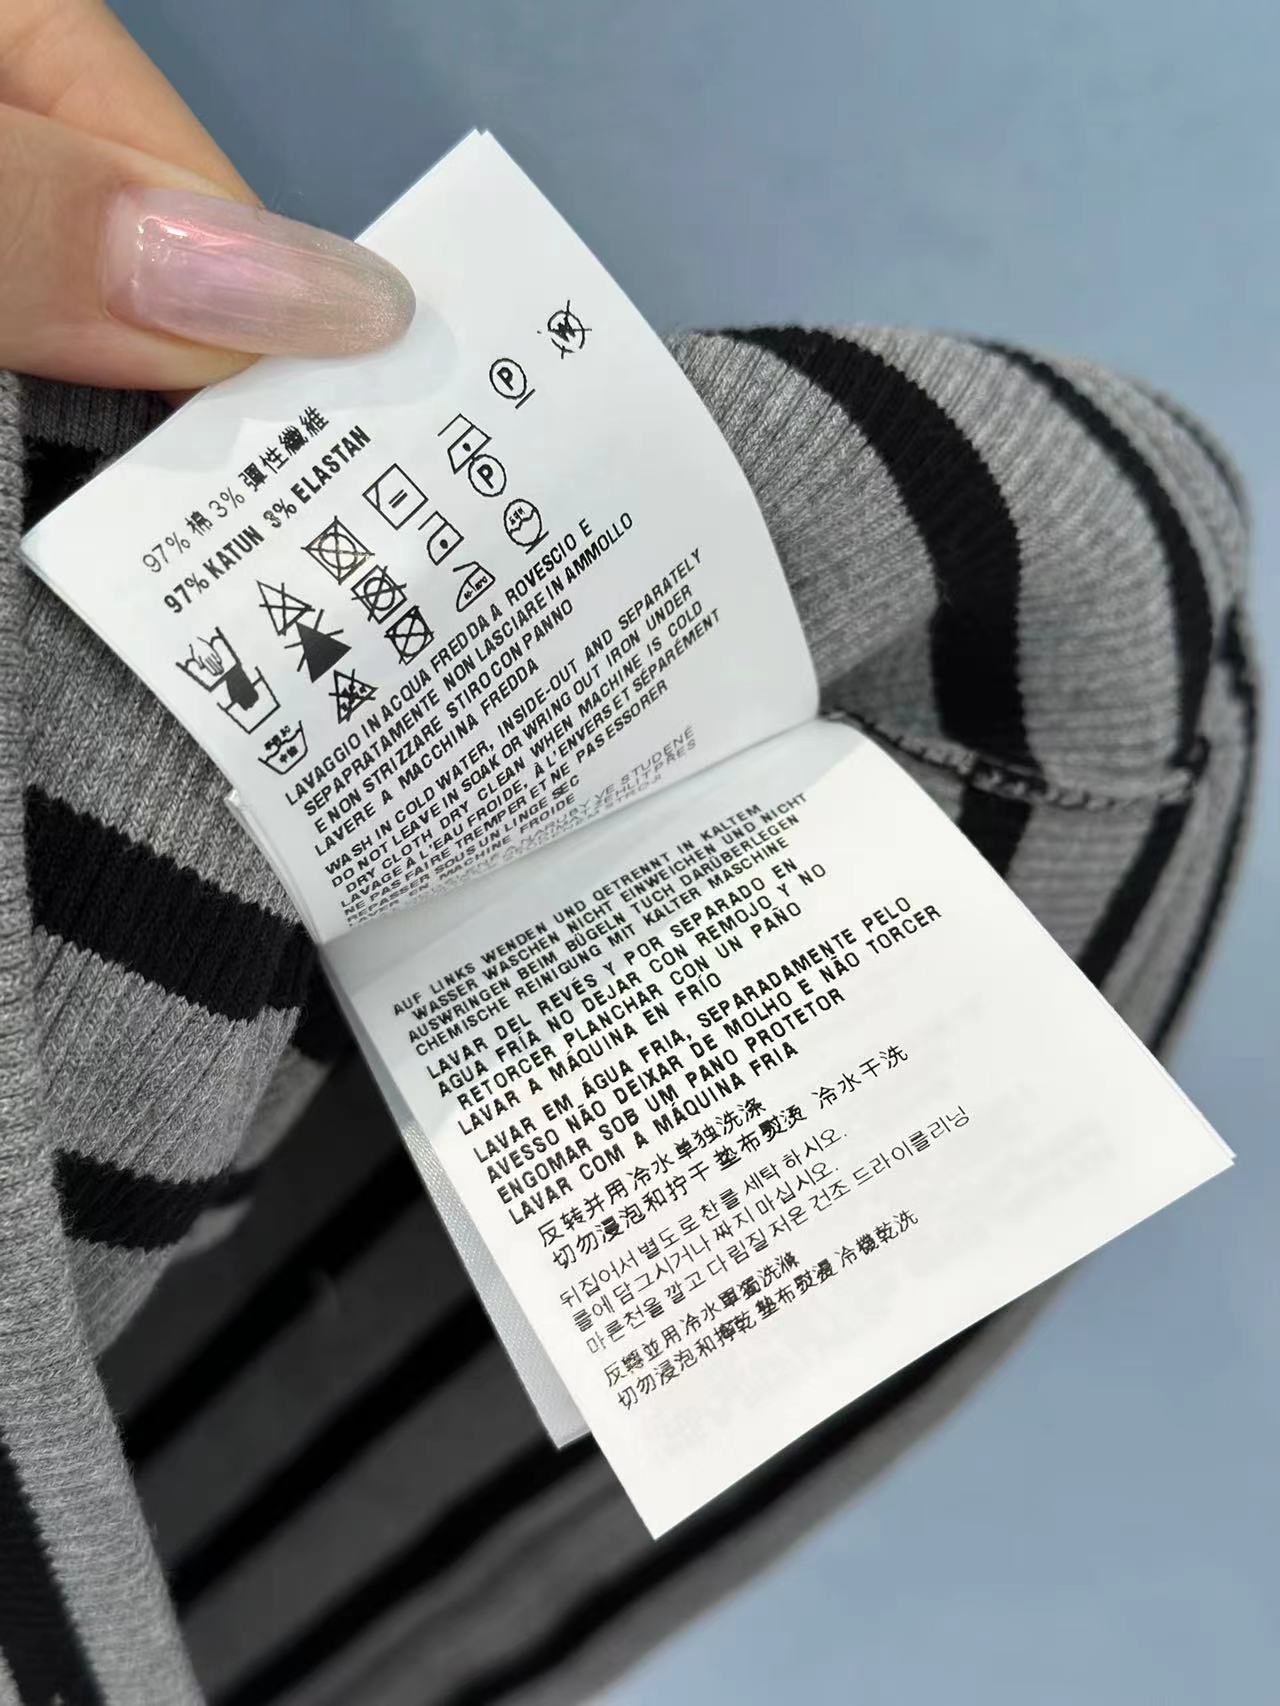 97% 棉 3% 彈性纖維
97% KATUN 3% ELASTAN
LAVAGGIO IN ACQUA FREDDA A ROVESCIO E
SEPAPRATAMENTE NON LASCIARE IN AMMOLLO
E NON STRIZZARE STIRO CON PANNO
LAVERE A MACCHINA FREDDA
WASH IN COLD WATER, INSIDE-OUT AND SEPARATELY
DO NOT LEAVE IN SOAK OR WRING OUT IRON UNDER
DRY CLOTH DRY CLEAN WHEN MACHINE IS COLD
LAVAGE A L'EAU FROIDE, À L'ENVERS ET SÉPARÉMENT
NE PAS FAIRE TREMPER ET NE PAS ESSORER
REPASSER SOUS UN LINGE SEC
MACHINE FROIDE
AUF LINKS WENDEN UND QETRENNT IN KALTEM
WASSER WASCHEN NICHT EINWEICHEN UND NICHT
AUSWRINGEN BEIM BÜGELN TUCH DARÜBERLEGEN
CHEMISCHE REINIGUNG MIT KALTER MASCHINE
LAVAR DEL REVÉS Y POR SEPARADO EN
AGUA FRÍA NO DEJAR CON REMOJO Y NO
RETORCER PLANCHAR CON UN PAÑO
LAVAR A MÁQUINA EN FRÍO
LAVAR EM ÁGUA FRIA, SEPARADAMENTE PELO
AVESSO NÃO DEIXAR DE MOLHO E NÃO TORCER
ENGOMAR SOB UM PANO PROTETOR
LAVAR COM A MÁQUINA FRIA
反转并用冷水单独洗涤
切勿浸泡和拧干 垫布熨烫 冷水干洗
뒤집어서 별도로 찬물 세탁하시오.
물에 담그시거나 짜지 마십시오.
마른천을 깔고 다림질 저온 건조 드라이클리닝
反轉並用冷水單獨洗滌
切勿浸泡和擰乾 墊布熨燙 冷機乾洗